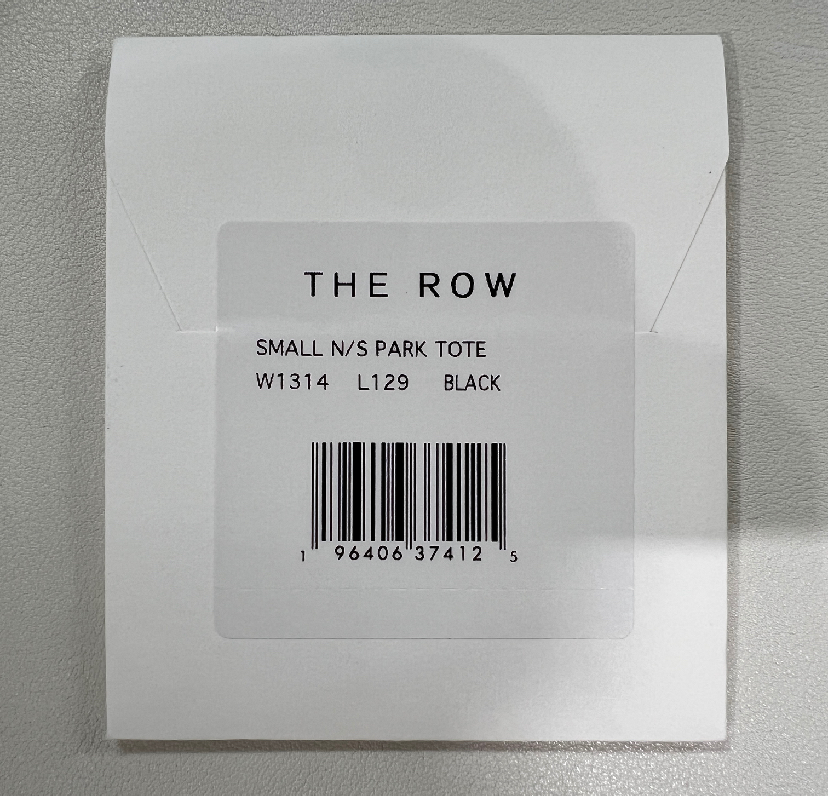 THE ROW
SMALL N/S PARK TOTE
W1314 L129 BLACK
1 96406 37412 5